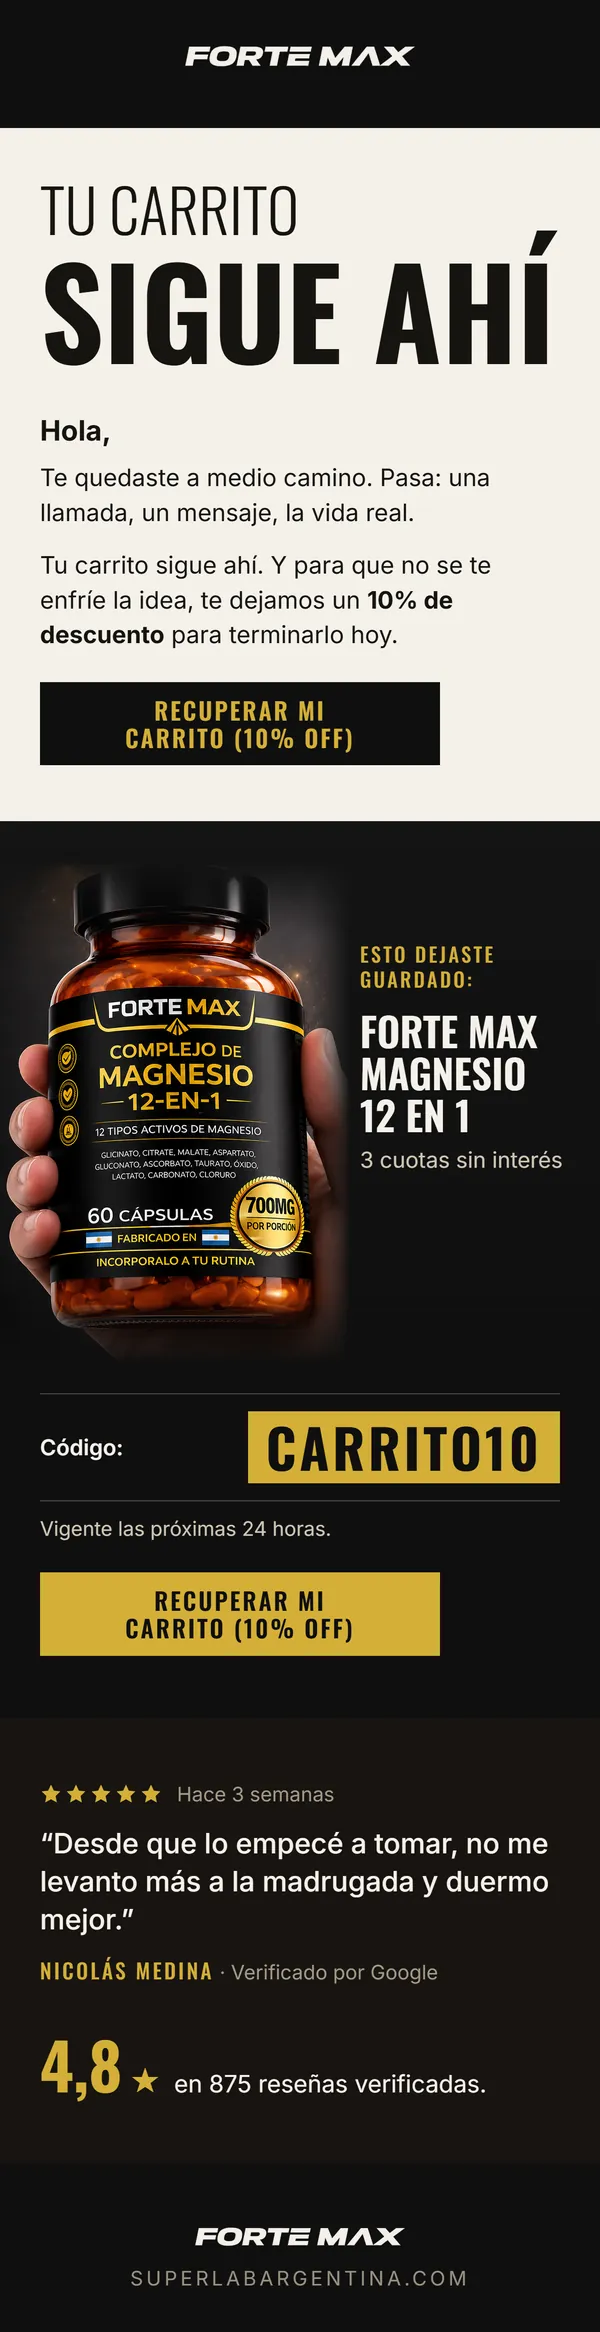 FORTE MAX
TU CARRITO
SIGUE AHÍ
Hola,
Te quedaste a medio camino. Pasa: una
llamada, un mensaje, la vida real.
Tu carrito sigue ahí. Y para que no se te
enfríe la idea, te dejamos un 10% de
descuento para terminarlo hoy.
RECUPERAR MI
CARRITO (10% OFF)
FORTE MAX
COMPLEJO DE
MAGNESIO
12-EN-1
12 TIPOS ACTIVOS DE MAGNESIO
GLICINATO, CITRATE, MALATE, ASPARTATO,
GLUCONATO, ASCORBATO, TAURATO, ÓXIDO,
LACTATO, CARBONATO, CLORURO
60 CÁPSULAS
700MG
POR PORCIÓN
FABRICADO EN
INCORPORALO A TU RUTINA
ESTO DEJASTE
GUARDADO:
FORTE MAX
MAGNESIO
12 EN 1
3 cuotas sin interés
Código:
CARRITO10
Vigente las próximas 24 horas.
RECUPERAR MI
CARRITO (10% OFF)
Hace 3 semanas
“Desde que lo empecé a tomar, no me
levanto más a la madrugada y duermo
mejor.”
NICOLÁS MEDINA · Verificado por Google
4,8 ★ en 875 reseñas verificadas.
FORTE MAX
SUPERLABARGENTINA.COM